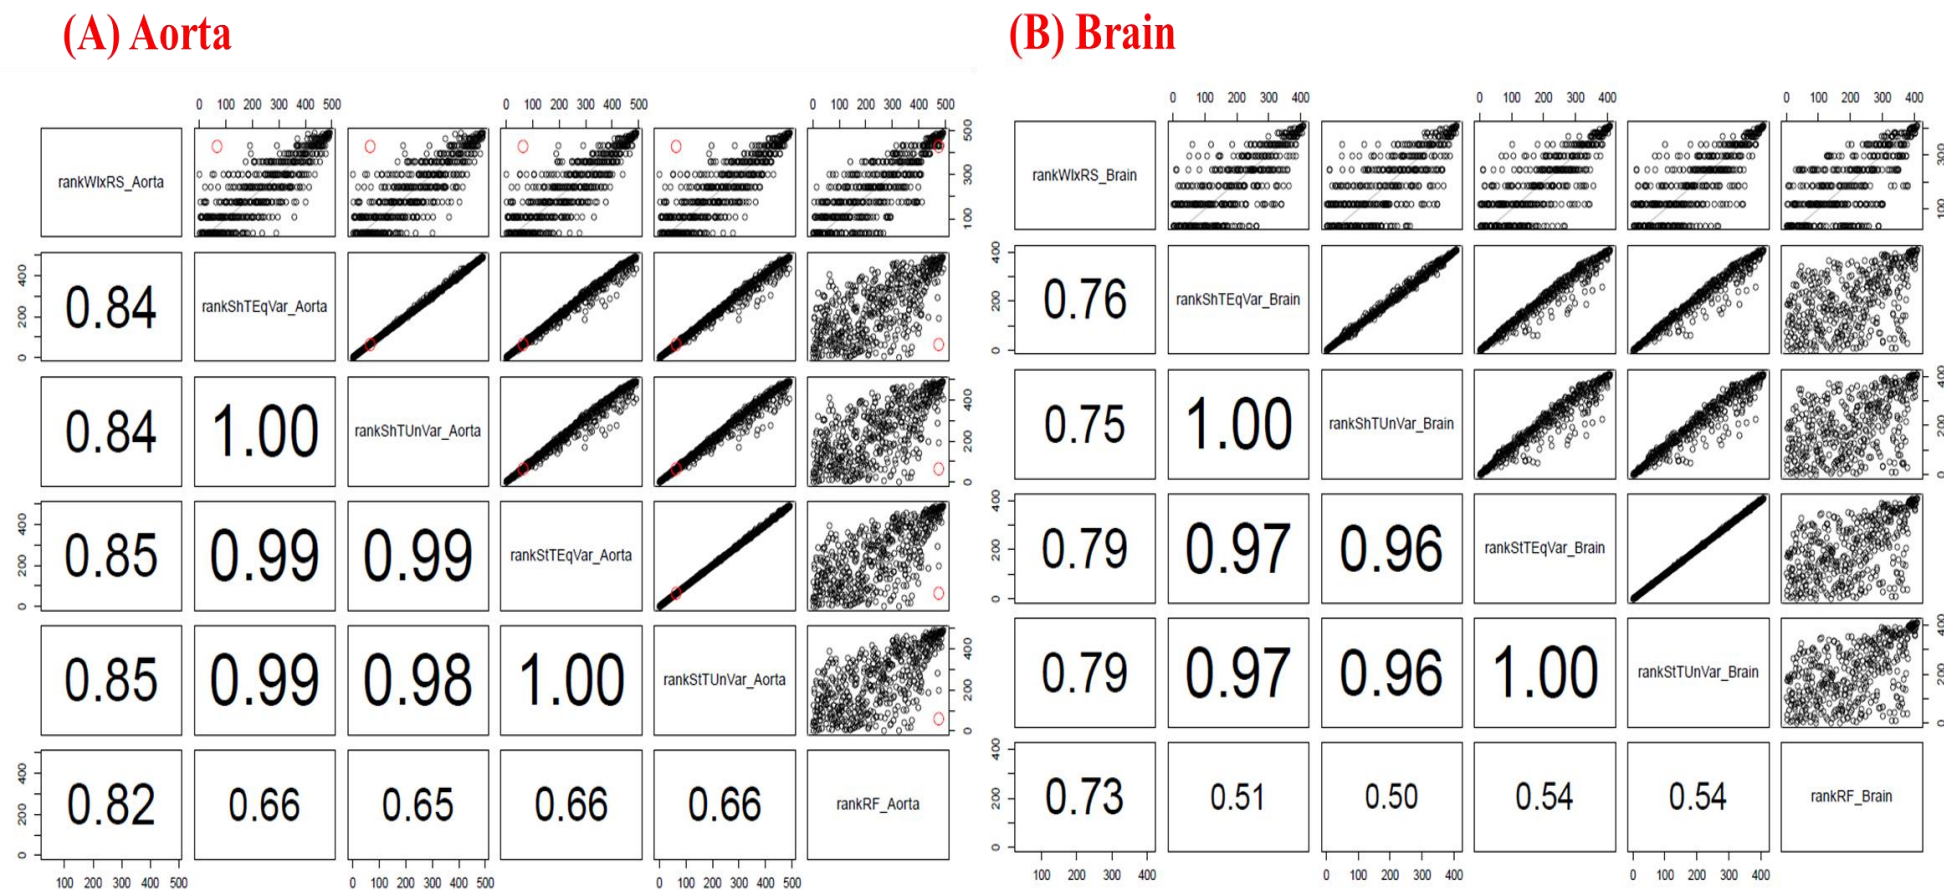 (A) Aorta
(B) Brain
0 100 200 300 400 500
0 100 200 300 400 500
0 100 200 300 400 500
0 100 200 300
0 100 200 300 400
0 100 200 300 400
0 100 200 300 400
rankWlxRS_Aorta
100 300 500
rankWlxRS_Brain
100 300
0 200 400
0.84
rankShTEqVar_Aorta
0 200 400
0.76
rankShTEqVar_Brain
0.84
1.00
rankShTUnVar_Aorta
0 200 400
0.75
1.00
rankShTUnVar_Brain
0 200 400
0 200 400
0.85
0.99
0.99
rankStTEqVar_Aorta
0 200 400
0.79
0.97
0.96
rankStTEqVar_Brain
0.85
0.99
0.98
1.00
rankStTUnVar_Aorta
0 200 400
0.79
0.97
0.96
1.00
rankStTUnVar_Brain
0 200 400
0 200 400
0.82
0.66
0.65
0.66
0.66
rankRF_Aorta
0 200 400
0.73
0.51
0.50
0.54
0.54
rankRF_Brain
100 200 300 400 500
0 100 200 300 400 500
0 100 200 300 400 500
100 200 300 400
0 100 200 300 400
0 100 200 300 400